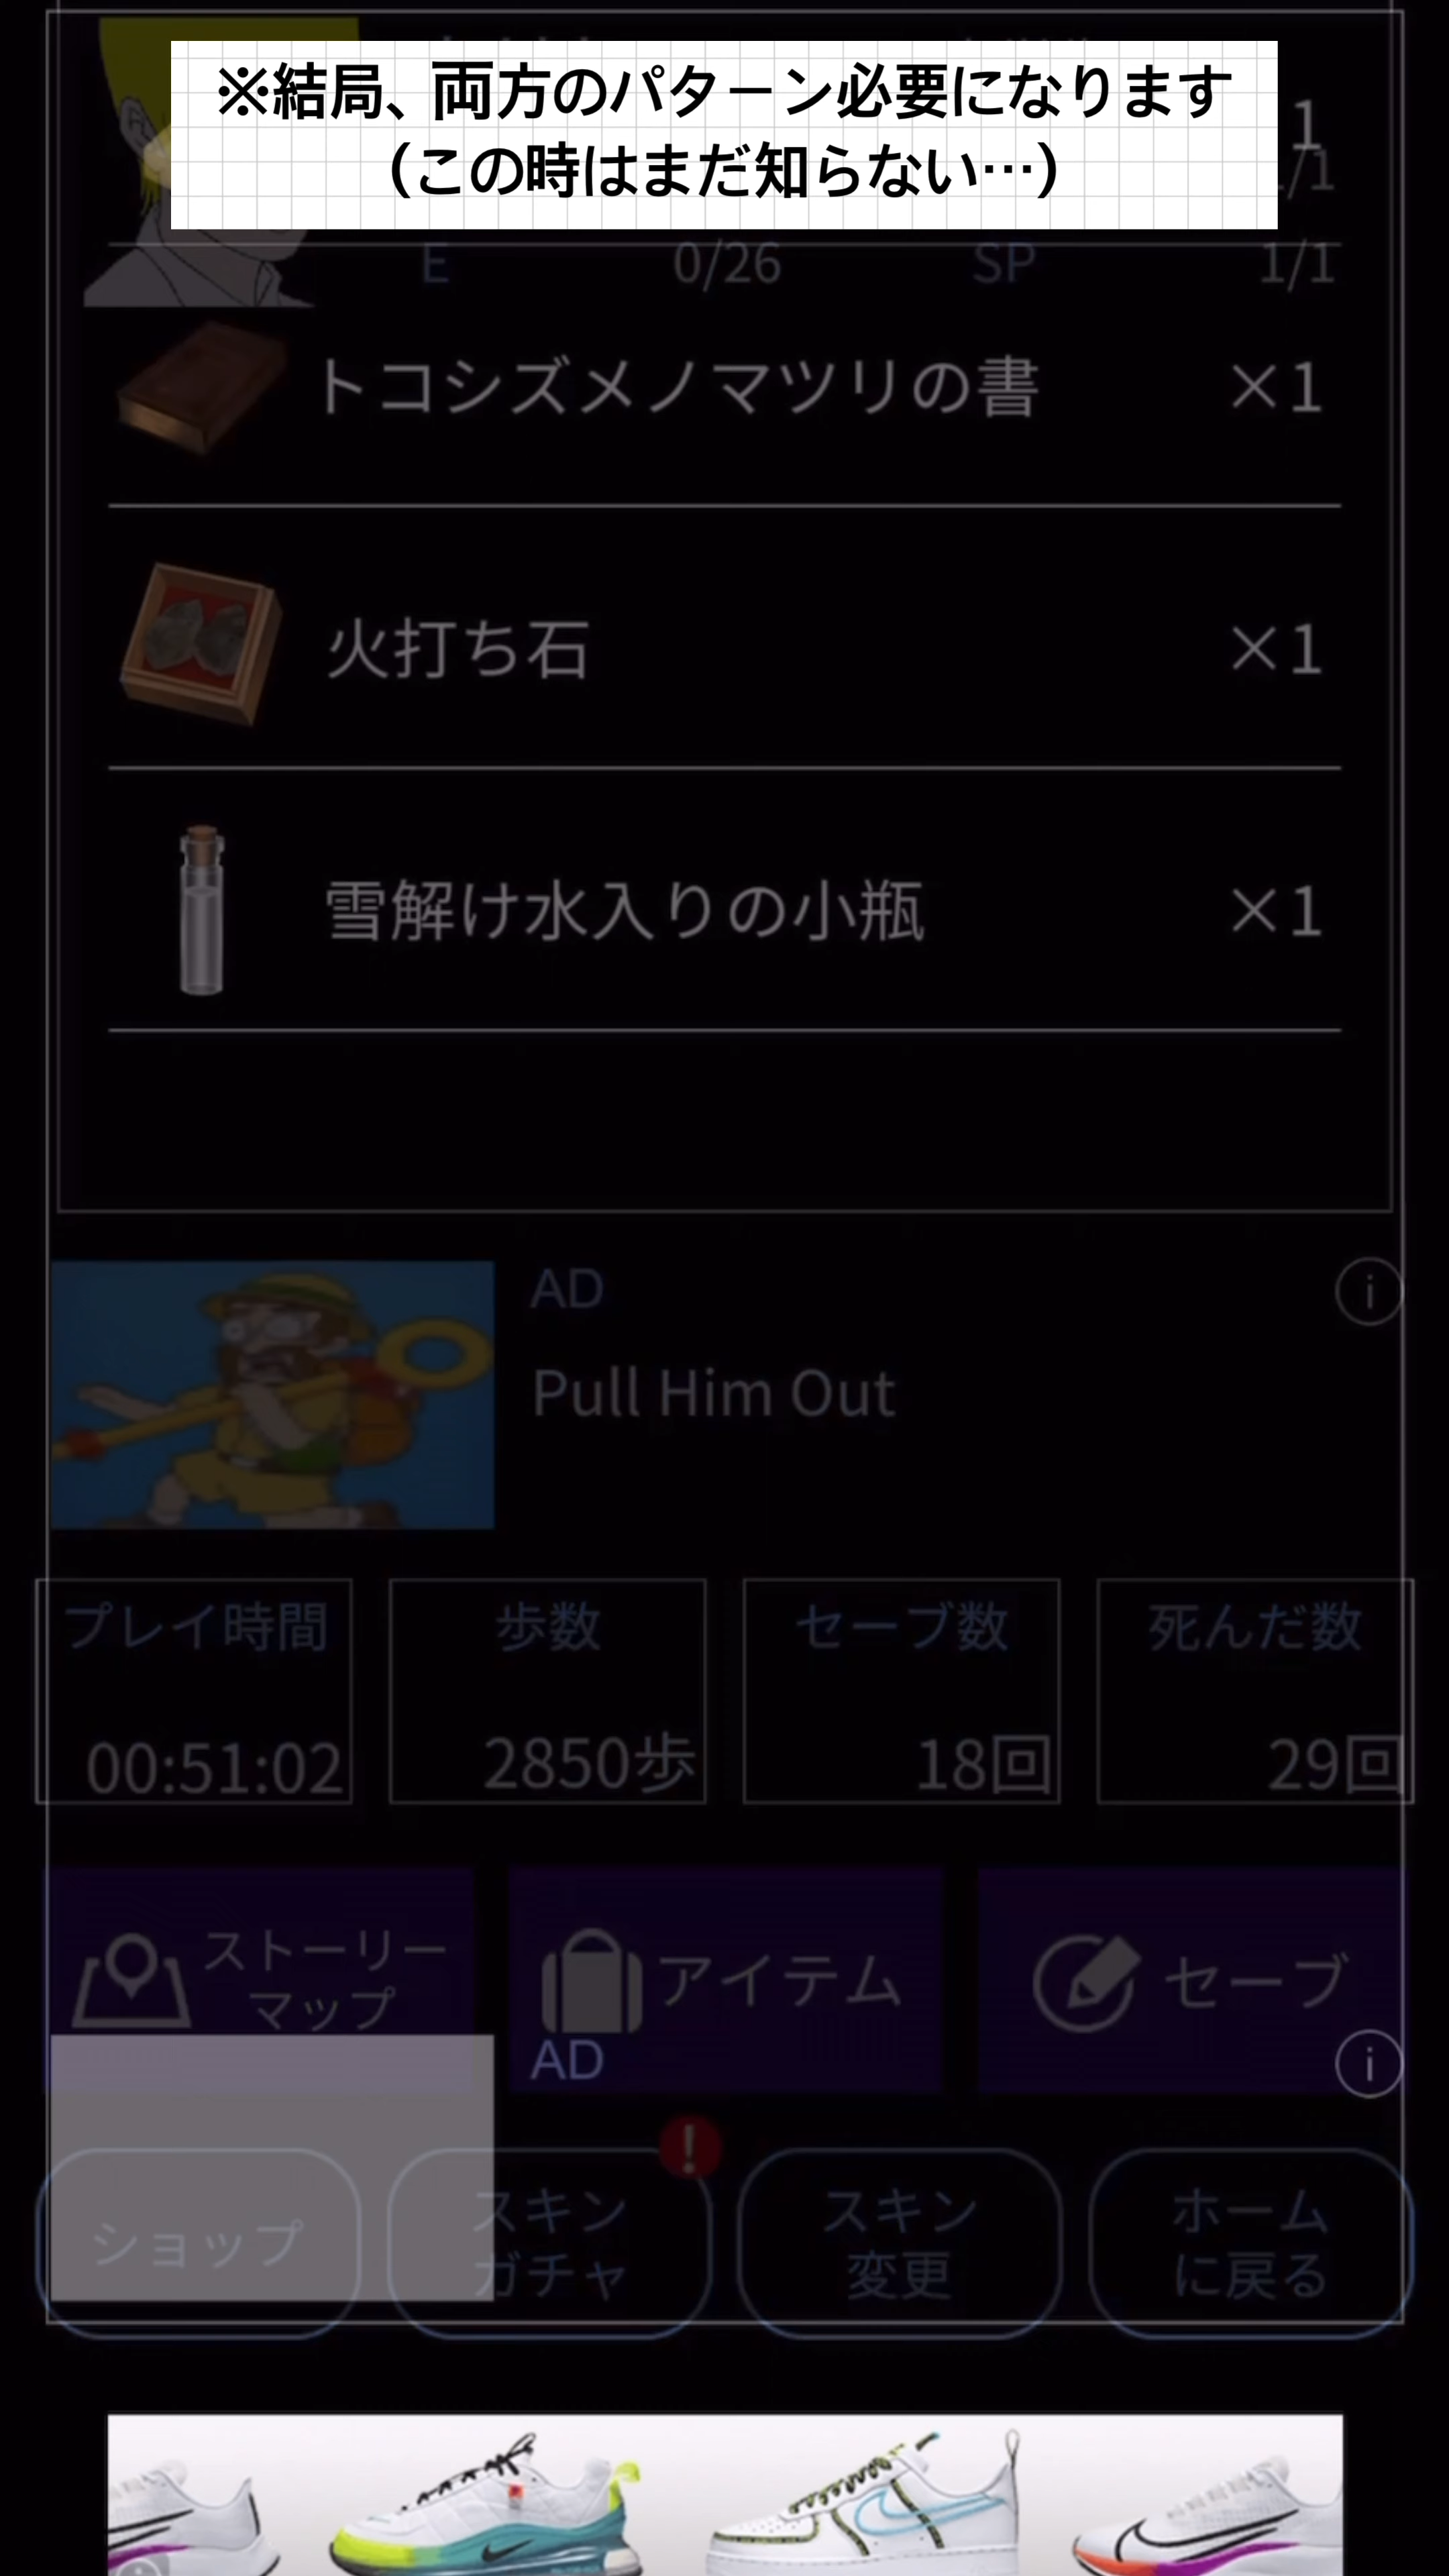 ※結局、両方のパターン必要になります
（この時はまだ知らない…）
1
/1
E 0/26 SP 1/1
トコシズメノマツリの書 ×1
火打ち石 ×1
雪解け水入りの小瓶 ×1
AD
Pull Him Out
プレイ時間 歩数 セーブ数 死んだ数
00:51:02 2850歩 18回 29回
ストーリー
マップ
アイテム
セーブ
AD
ショップ
スキン
ガチャ
スキン
変更
ホーム
に戻る